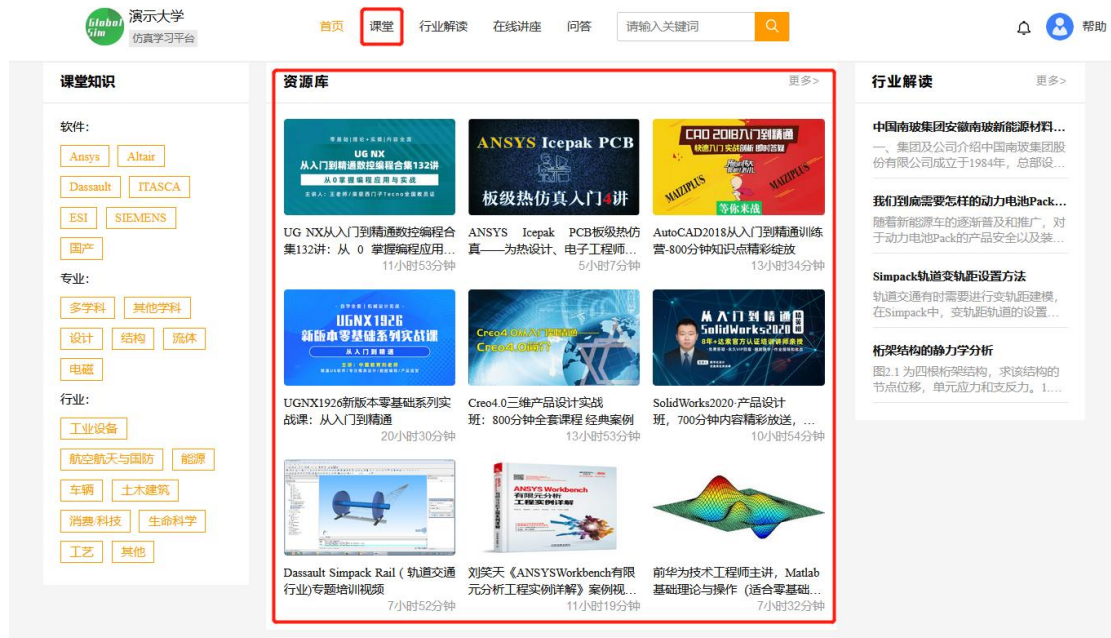 Global Sim
演示大学
仿真学习平台
首页
课堂
行业解读
在线讲座
问答
请输入关键词
帮助
课堂知识
软件：
Ansys
Altair
Dassault
ITASCA
ESI
SIEMENS
国产
专业：
多学科
其他学科
设计
结构
流体
电磁
行业：
工业设备
航空航天与国防
能源
车辆
土木建筑
消费·科技
生命科学
工艺
其他
资源库
更多>
UG NX
从入门到精通数控编程合集132讲
从0掌握编程应用与实战
UG NX从入门到精通数控编程合
集132讲：从 0 掌握编程应用…
11小时53分钟
ANSYS Icepak PCB
板级热仿真入门4讲
ANSYS Icepak PCB板级热仿
真——为热设计、电子工程师…
5小时7分钟
CAD 2018入门到精通
MAIZIPLUS
MAIZIPLUS
等你来战
AutoCAD2018从入门到精通训练
营-800分钟知识点精彩绽放
13小时34分钟
UGNX1926
新版本零基础系列实战课
从入门到精通
UGNX1926新版本零基础系列实
战课：从入门到精通
20小时30分钟
Creo4.0从入门到精通
Creo4.0简介
Creo4.0三维产品设计实战
班：800分钟全套课程 经典案例
13小时53分钟
从入门到精通
SolidWorks2020
精英班
8年+达索官方认证培训讲师亲授
SolidWorks2020-产品设计
班，700分钟内容精彩放送，…
10小时54分钟
Dassault Simpack Rail（轨道交通
行业)专题培训视频
7小时52分钟
ANSYS Workbench
有限元分析
工程实例详解
刘笑天《ANSYSWorkbench有限
元分析工程实例详解》案例视…
11小时19分钟
前华为技术工程师主讲，Matlab
基础理论与操作（适合零基础…
7小时32分钟
行业解读
更多>
中国南玻集团安徽南玻新能源材料…
一、集团及公司介绍中国南玻集团股
份有限公司成立于1984年，总部设…
我们到底需要怎样的动力电池Pack…
随着新能源车的逐渐普及和推广，对
于动力电池Pack的产品安全以及装…
Simpack轨道变轨距设置方法
轨道交通有时需要进行变轨距建模，
在Simpack中，变轨距轨道的设置…
桁架结构的静力学分析
图2.1 为四根桁架结构，求该结构的
节点位移，单元应力和支反力。1.…